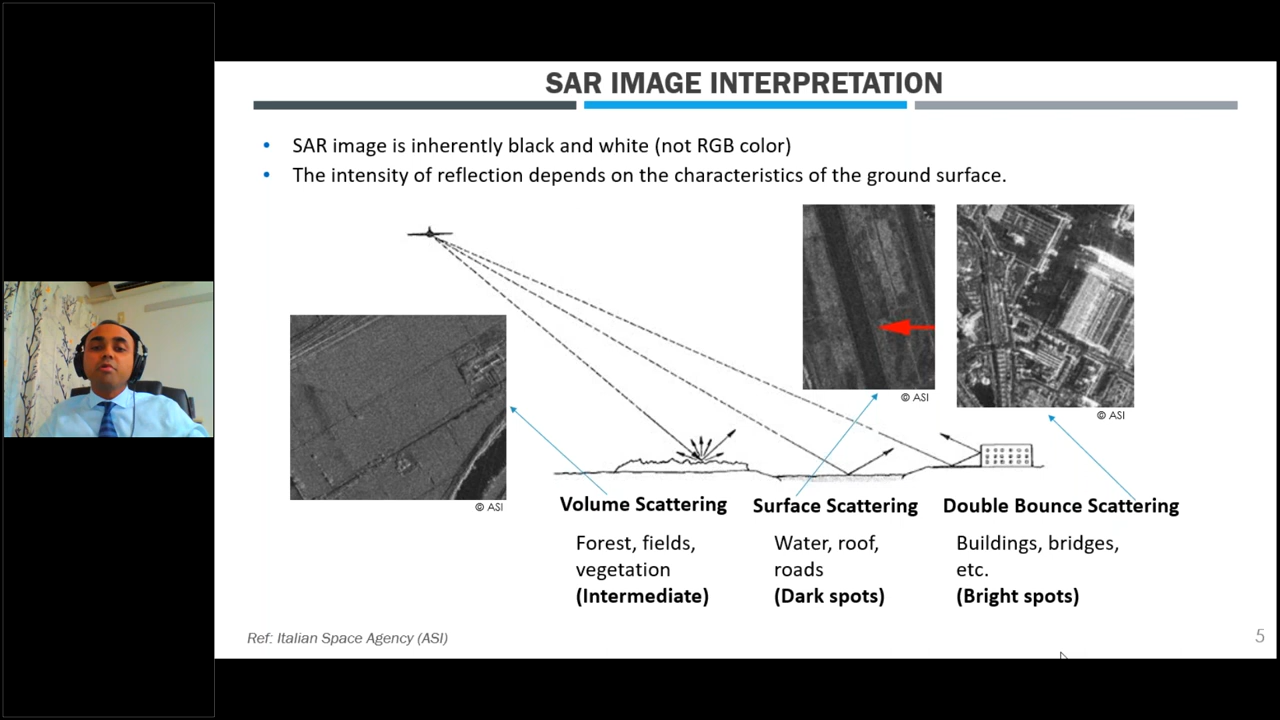 SAR IMAGE INTERPRETATION
• SAR image is inherently black and white (not RGB color)
• The intensity of reflection depends on the characteristics of the ground surface.
© ASI
© ASI
© ASI
Volume Scattering
Forest, fields,
vegetation
(Intermediate)
Surface Scattering
Water, roof,
roads
(Dark spots)
Double Bounce Scattering
Buildings, bridges,
etc.
(Bright spots)
Ref: Italian Space Agency (ASI)
5